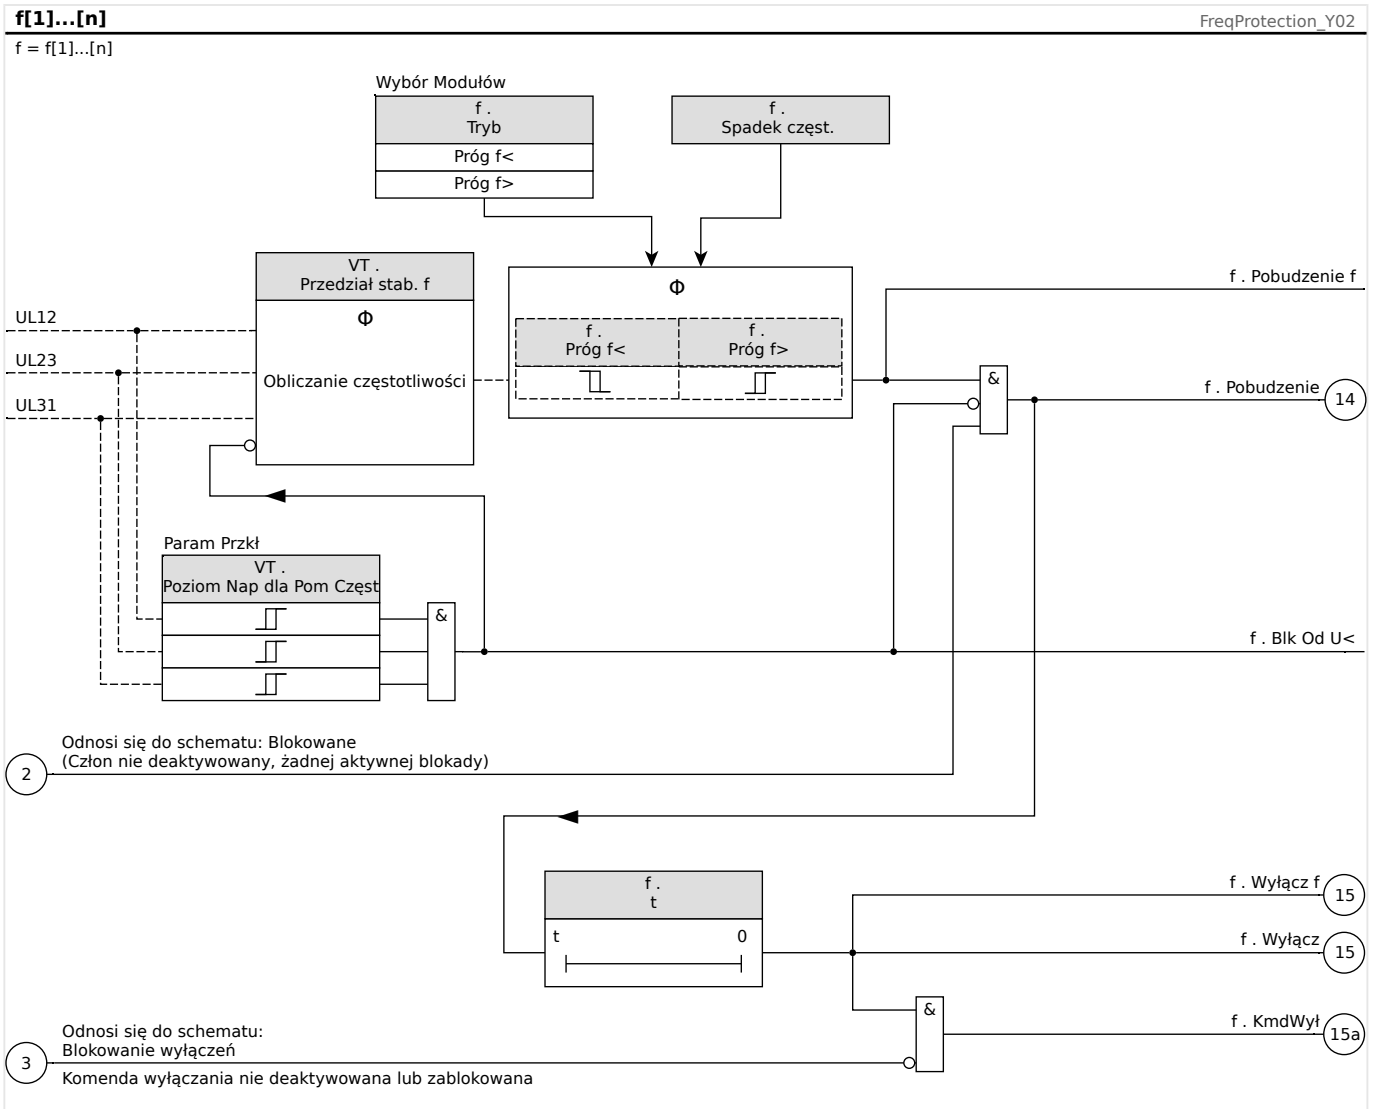 f[1]...[n]
FreqProtection_Y02
f = f[1]...[n]
Wybór Modułów
f .
Tryb
Próg f<
Próg f>
f .
Spadek częst.
VT .
Przedział stab. f
Φ
Obliczanie częstotliwości
Φ
f .
Próg f<
f .
Próg f>
UL12
UL23
UL31
f . Pobudzenie f
&
f . Pobudzenie
14
Param Przkł
VT .
Poziom Nap dla Pom Częst
&
f . Blk Od U<
Odnosi się do schematu: Blokowane
(Człon nie deaktywowany, żadnej aktywnej blokady)
2
f .
t
t
0
f . Wyłącz f
15
f . Wyłącz
15
&
f . KmdWył
15a
Odnosi się do schematu:
Blokowanie wyłączeń
3
Komenda wyłączania nie deaktywowana lub zablokowana